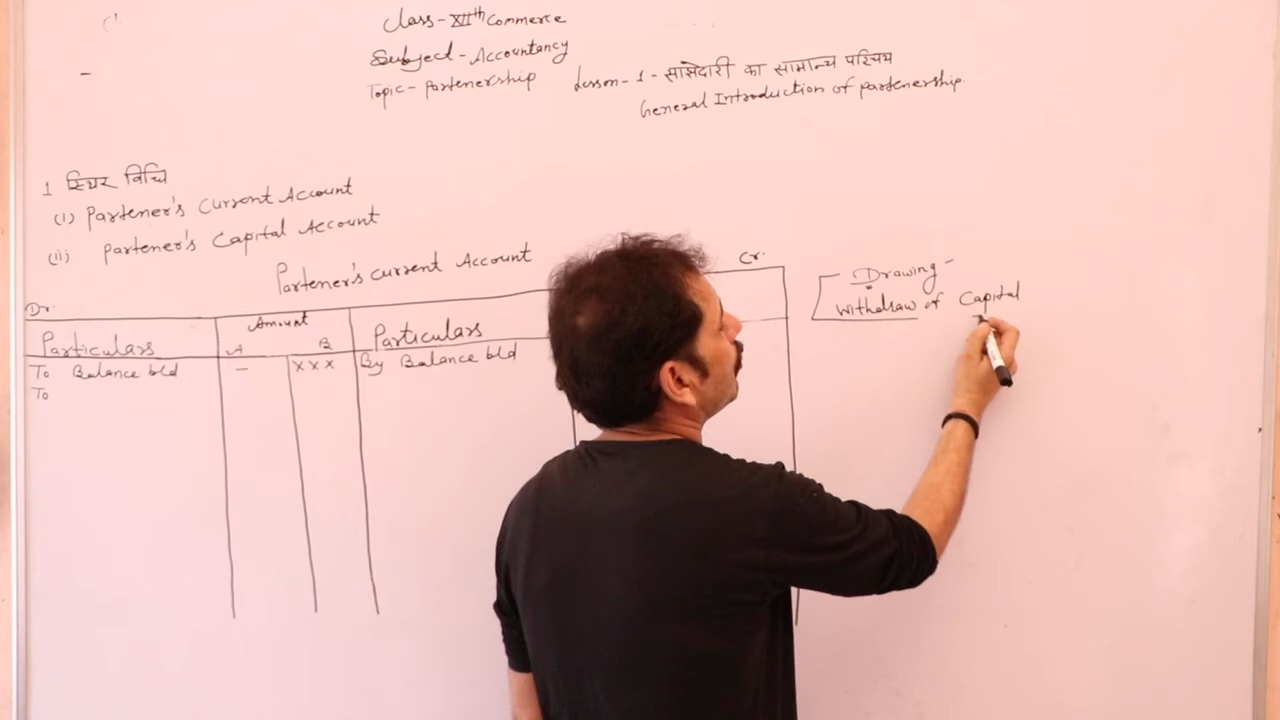 Class - XIIth Commerce
Subject - Accountancy
Topic - Partenership
Lesson - 1 - साझेदारी का सामान्य परिचय
General Introduction of partenership.
1 स्थिर विधि
(i) Partener's Current Account
(ii) Partener's Capital Account
Partener's Current Account
Dr.
Cr.
Particulars Amount Particulars
A B
To Balance b/d - x x x By Balance b/d
To
Drawing -
Withdraw of Capital